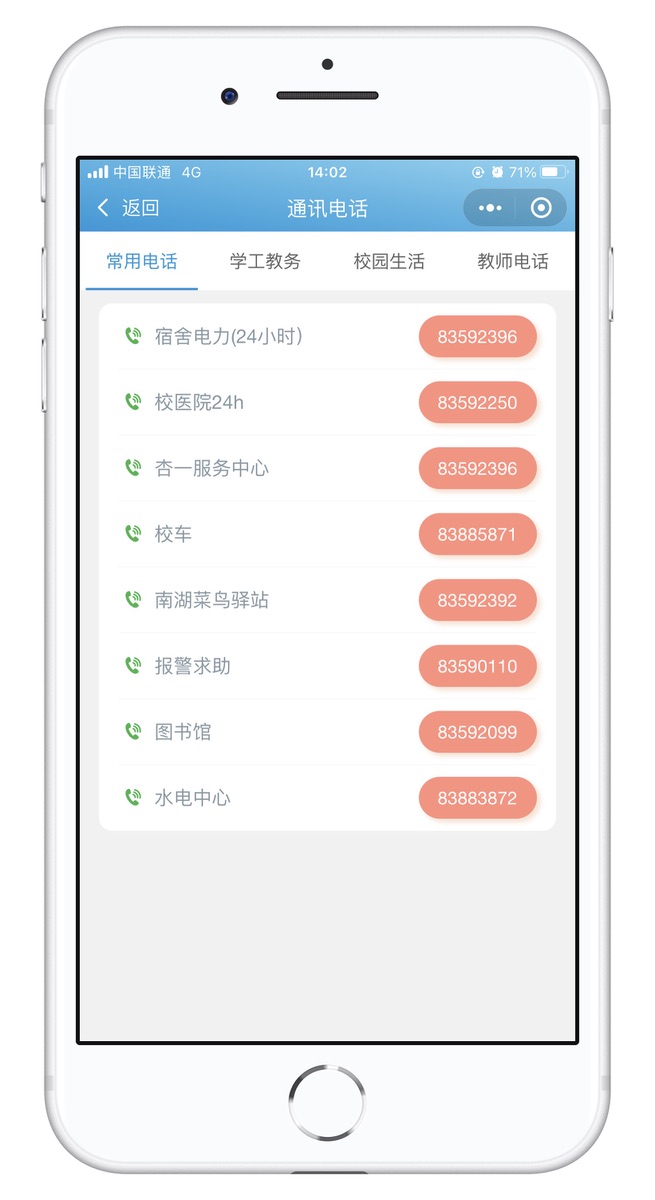 中国联通 4G 14:02 71%
返回 通讯电话
常用电话 学工教务 校园生活 教师电话
宿舍电力(24小时） 83592396
校医院24h 83592250
杏一服务中心 83592396
校车 83885871
南湖菜鸟驿站 83592392
报警求助 83590110
图书馆 83592099
水电中心 83883872